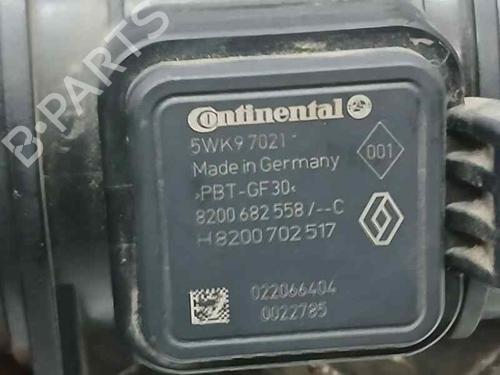 B-PARTS
Continental
5WK9 7021
001
Made in Germany
>PBT-GF30<
8200 682 558 /--C
H 8200 702 517
022066404
0022785